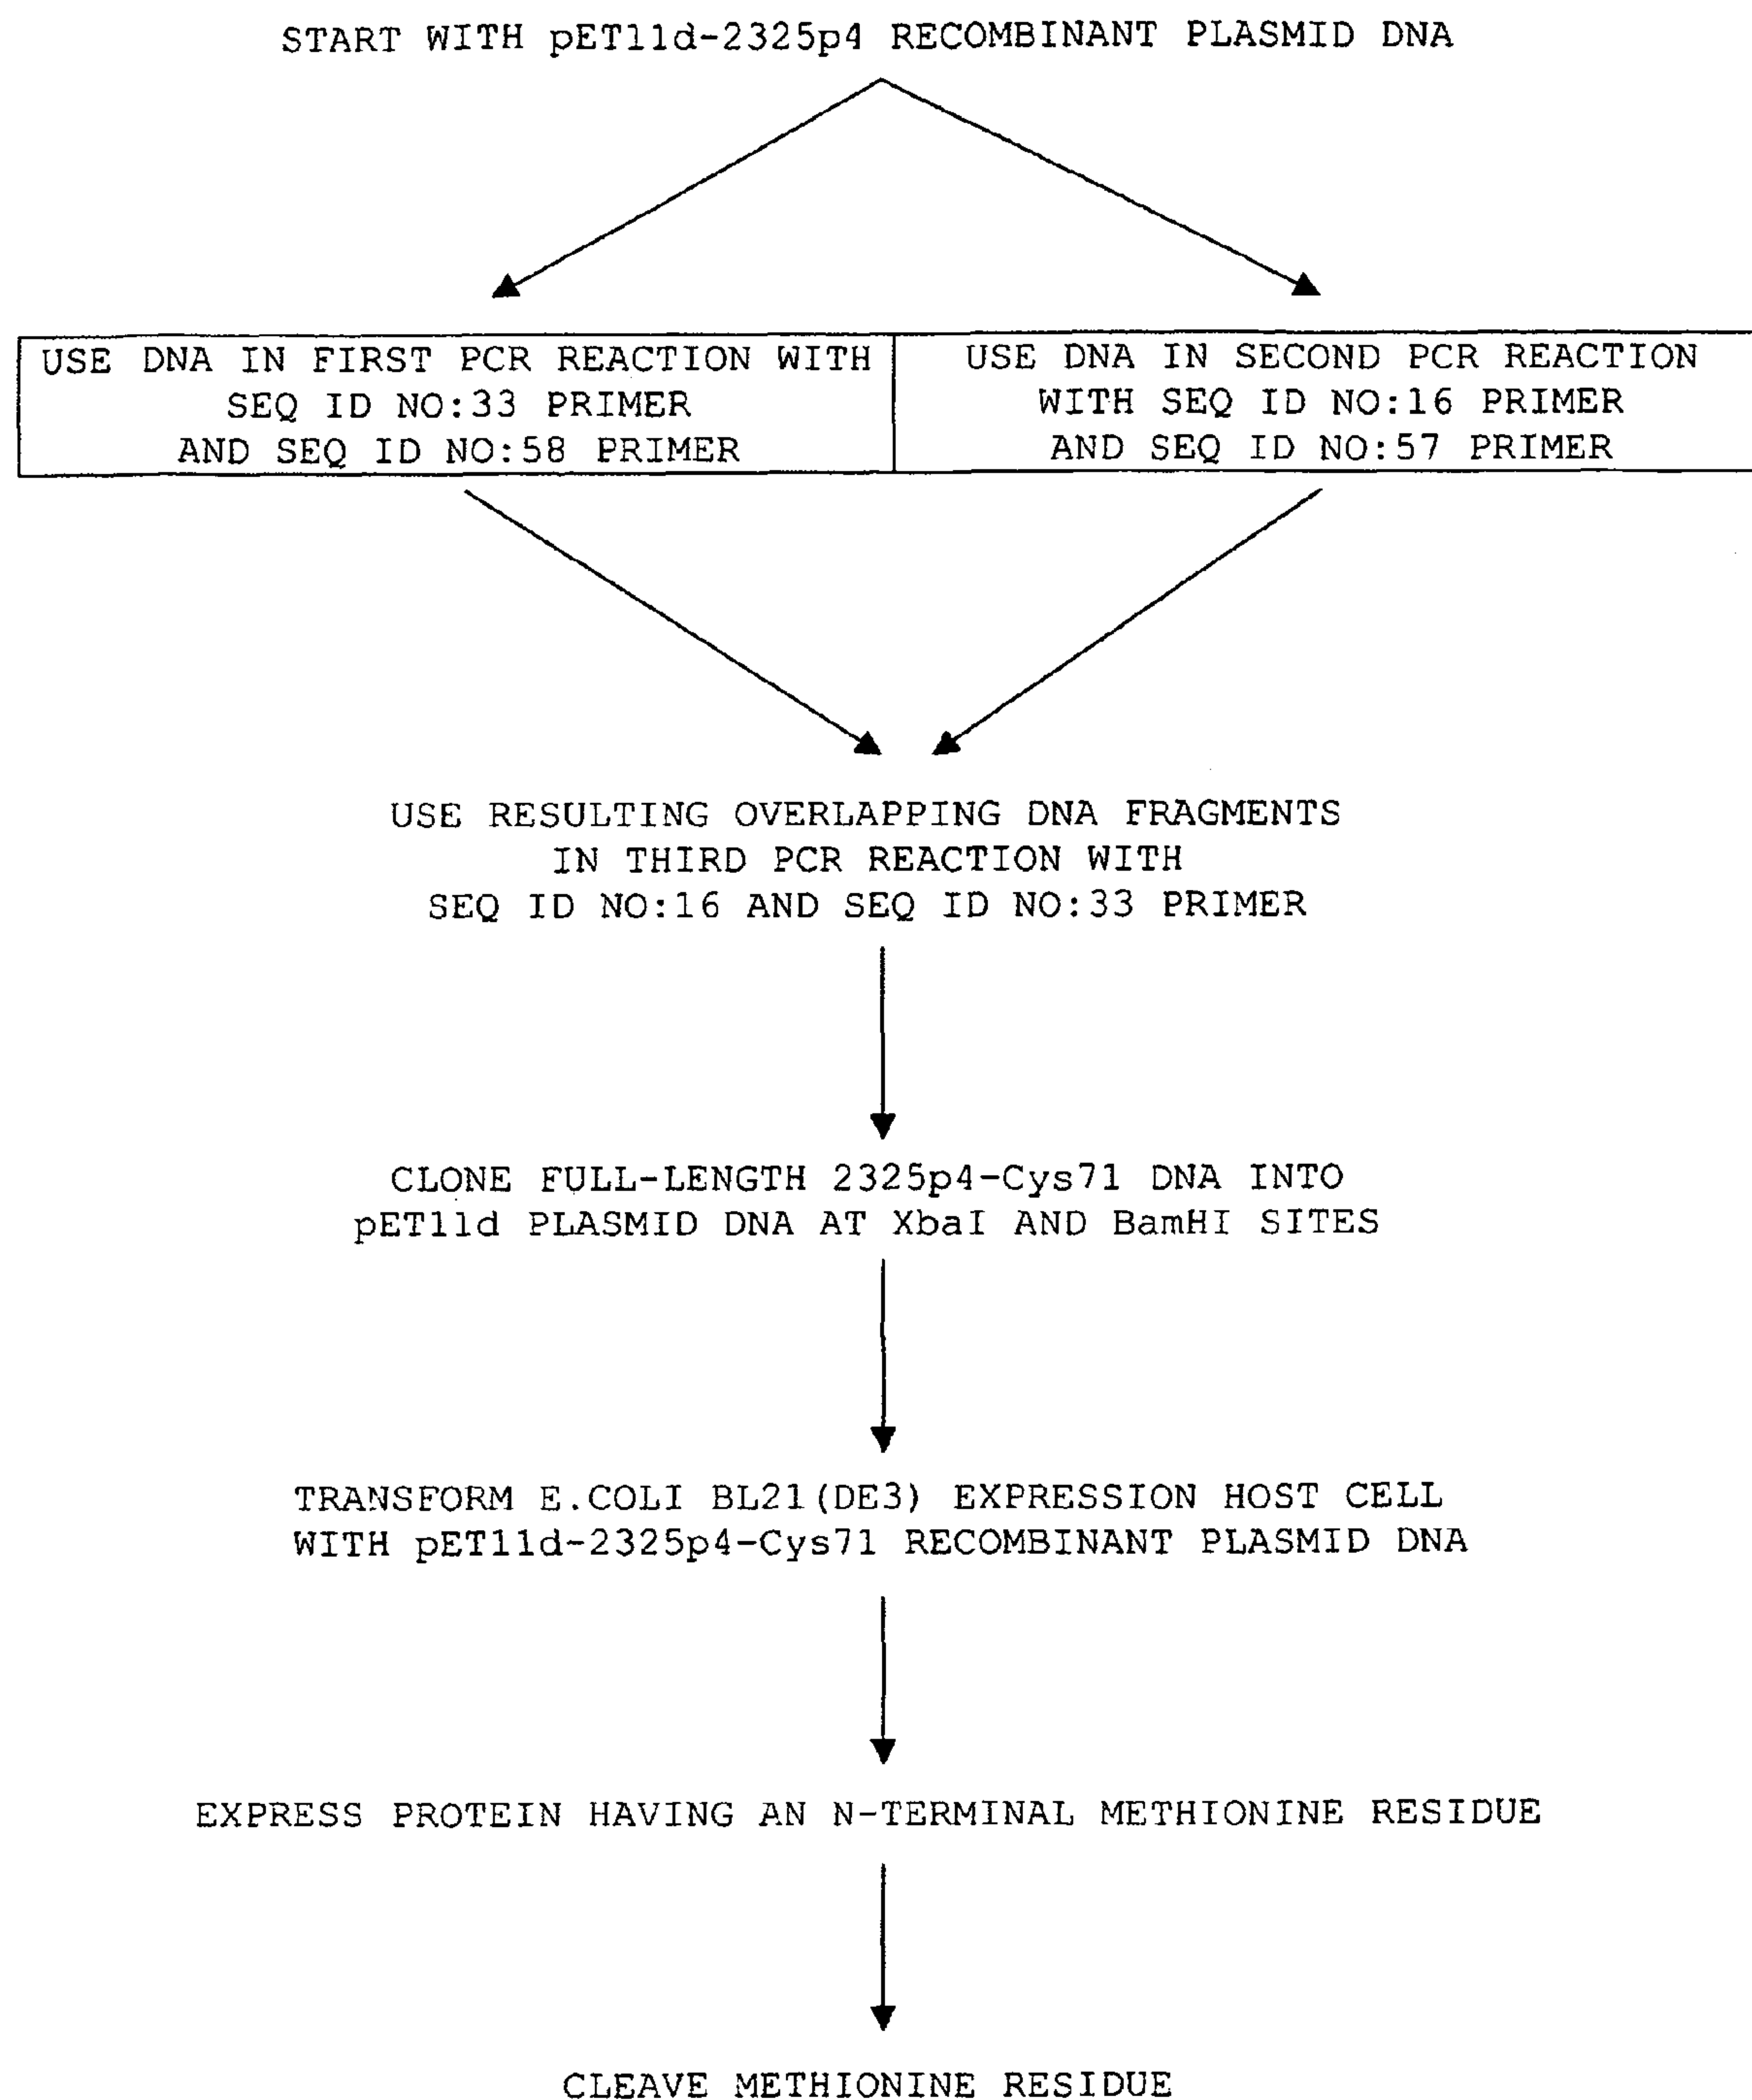 START WITH pET11d-2325p4 RECOMBINANT PLASMID DNA
USE DNA IN FIRST PCR REACTION WITH
SEQ ID NO:33 PRIMER
AND SEQ ID NO:58 PRIMER
USE DNA IN SECOND PCR REACTION
WITH SEQ ID NO:16 PRIMER
AND SEQ ID NO:57 PRIMER
USE RESULTING OVERLAPPING DNA FRAGMENTS
IN THIRD PCR REACTION WITH
SEQ ID NO:16 AND SEQ ID NO:33 PRIMER
CLONE FULL-LENGTH 2325p4-Cys71 DNA INTO
pET11d PLASMID DNA AT XbaI AND BamHI SITES
TRANSFORM E.COLI BL21(DE3) EXPRESSION HOST CELL
WITH pET11d-2325p4-Cys71 RECOMBINANT PLASMID DNA
EXPRESS PROTEIN HAVING AN N-TERMINAL METHIONINE RESIDUE
CLEAVE METHIONINE RESIDUE